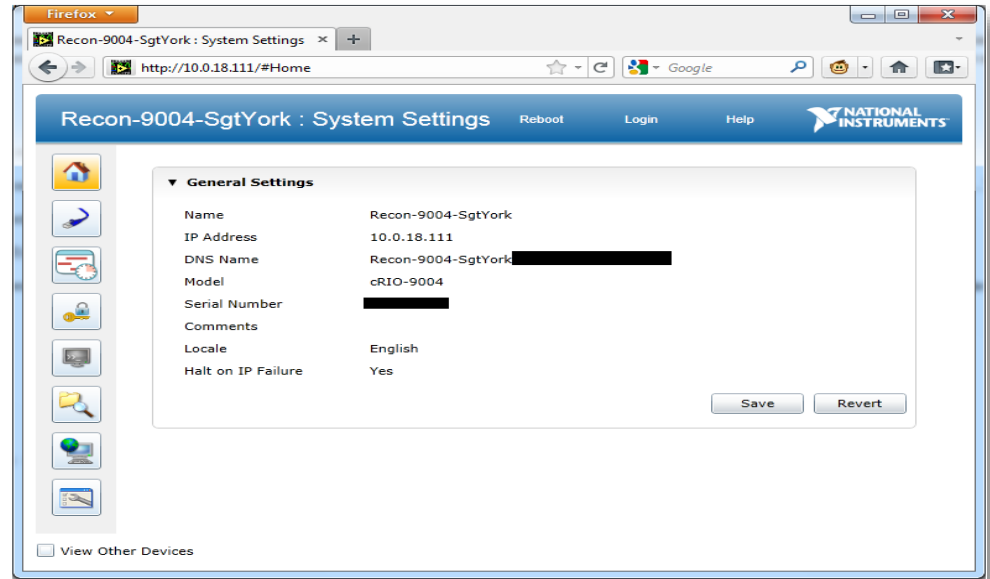 Firefox
Recon-9004-SgtYork : System Settings
http://10.0.18.111/#Home
Google
Recon-9004-SgtYork : System Settings Reboot Login Help NATIONAL INSTRUMENTS
General Settings
Name Recon-9004-SgtYork
IP Address 10.0.18.111
DNS Name Recon-9004-SgtYork
Model cRIO-9004
Serial Number
Comments
Locale English
Halt on IP Failure Yes
Save Revert
View Other Devices